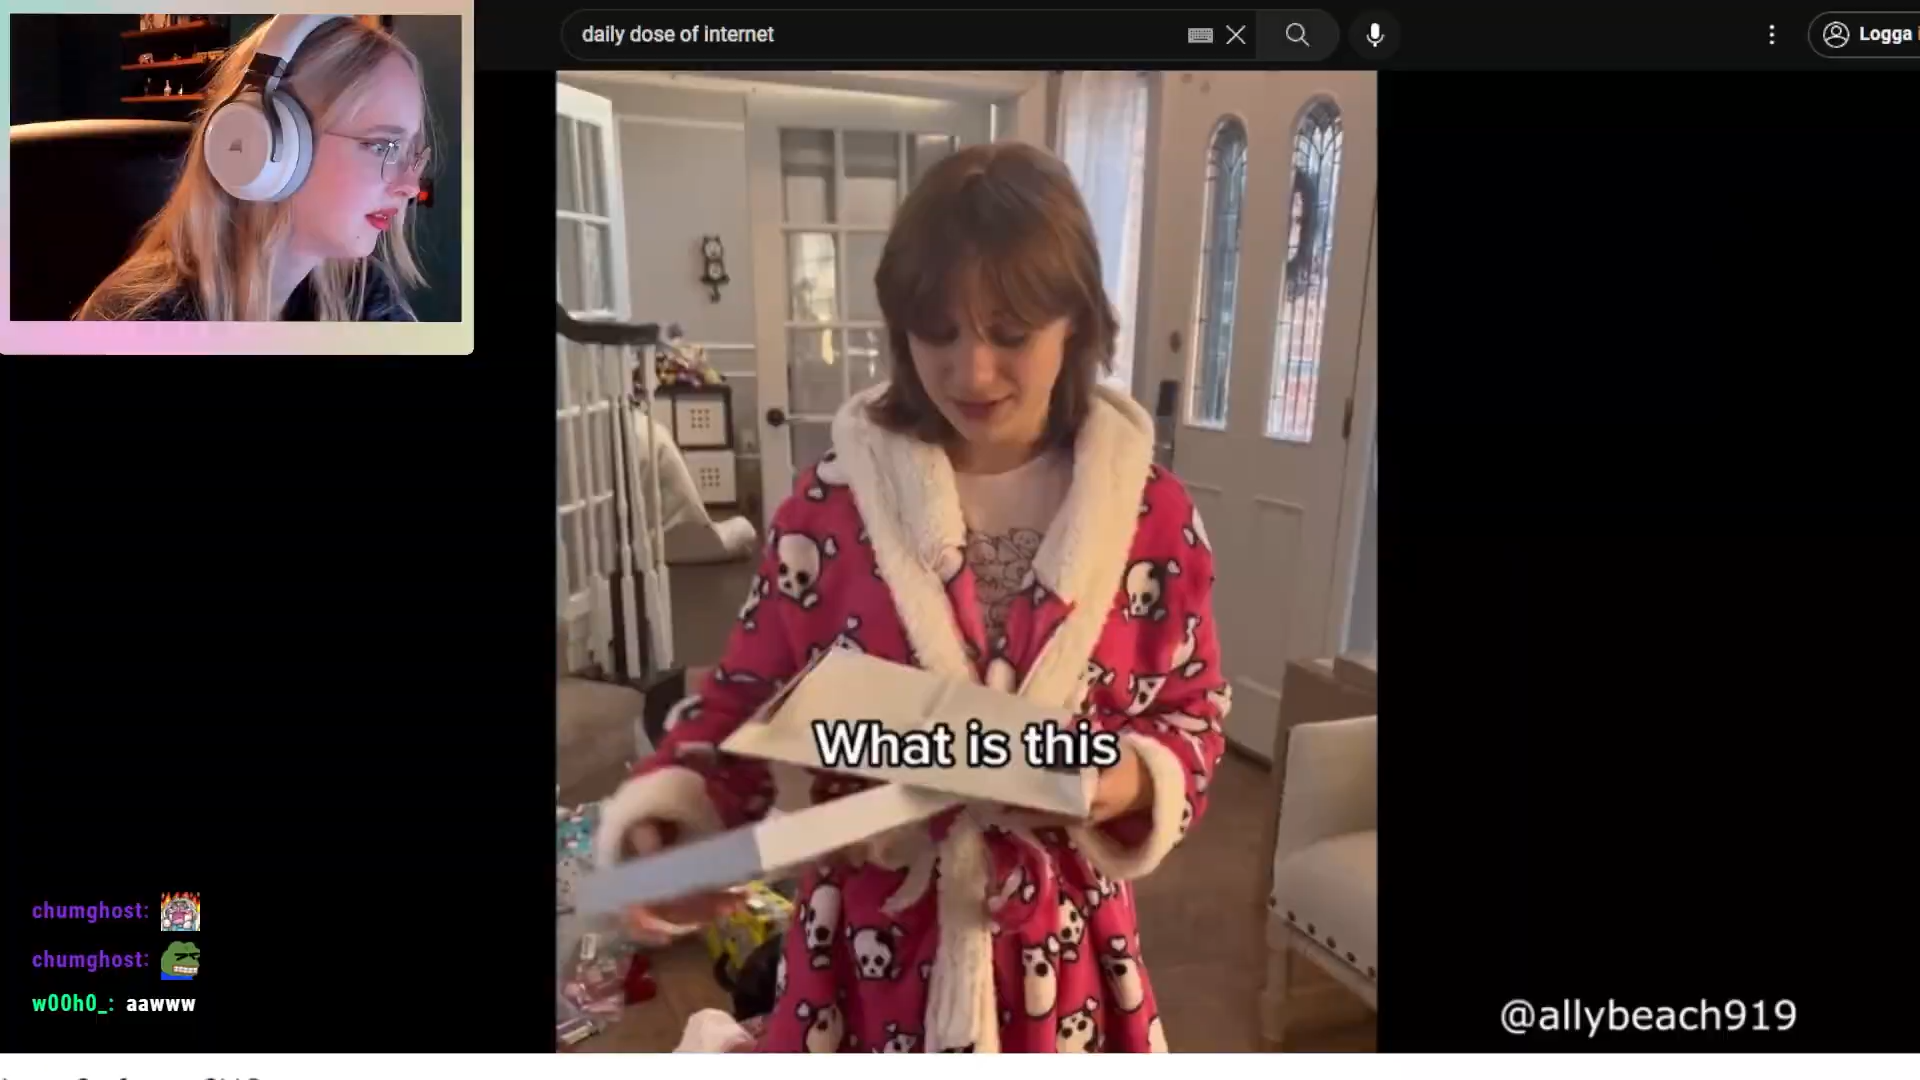 daily dose of internet
Logga
What is this
chumghost:
chumghost:
w00h0_: aawww
@allybeach919